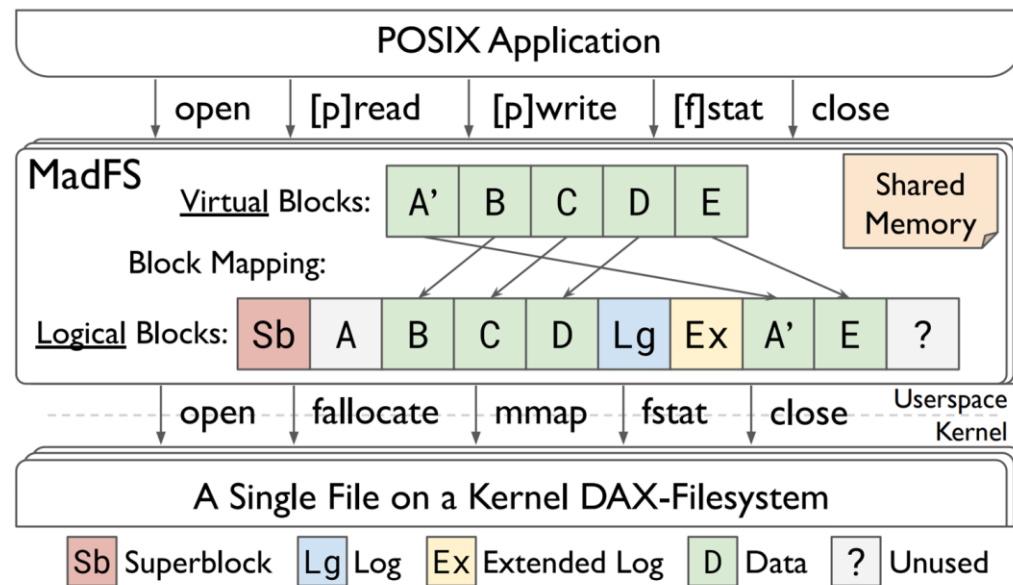 POSIX Application
open [p]read [p]write [f]stat close
MadFS
Virtual Blocks: A' B C D E
Shared Memory
Block Mapping:
Logical Blocks: Sb A B C D Lg Ex A' E ?
open fallocate mmap fstat close
Userspace
Kernel
A Single File on a Kernel DAX-Filesystem
Sb Superblock Lg Log Ex Extended Log D Data ? Unused